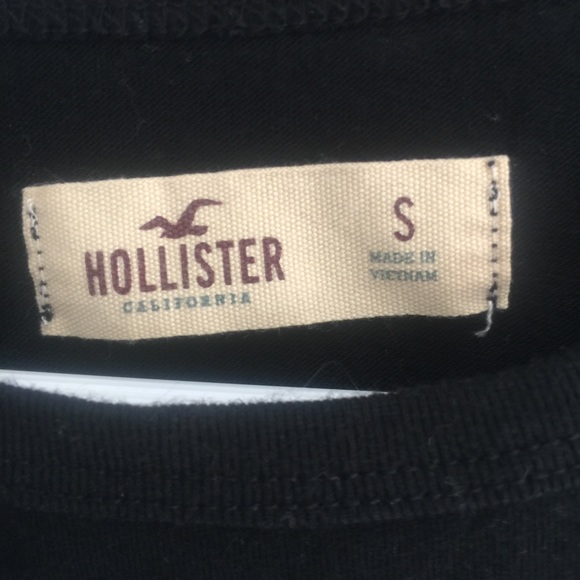 HOLLISTER
CALIFORNIA
S
MADE IN
VIETNAM